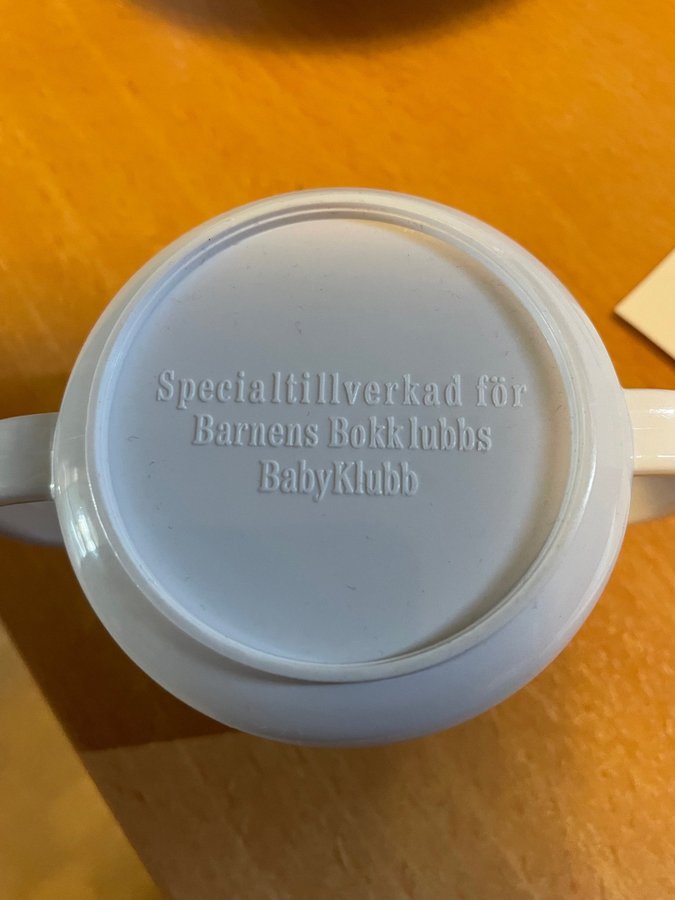 Specialtillverkad för
Barnens Bokklubbs
BabyKlubb